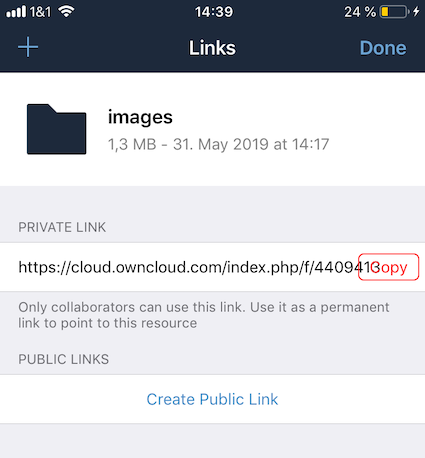 1&1 14:39 24 %
Links Done
images
1,3 MB - 31. May 2019 at 14:17
PRIVATE LINK
https://cloud.owncloud.com/index.php/f/4409413 Copy
Only collaborators can use this link. Use it as a permanent
link to point to this resource
PUBLIC LINKS
Create Public Link